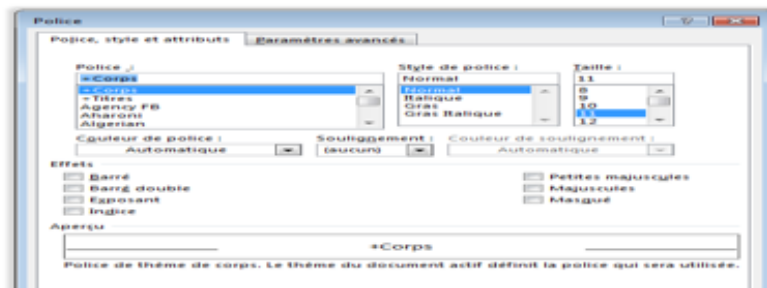 Police
Police, style et attributs Paramètres avancés
Police : Style de police : Taille :
+Corps Normal 11
+Corps Normal 8
+Titres Italique 9
Agency FB Gras 10
Aharoni Gras Italique 11
Algerian 12
Couleur de police : Soulignement : Couleur de soulignement :
Automatique (aucun) Automatique
Effets
Barré Petites majuscules
Barré double Majuscules
Exposant Masqué
Indice
Aperçu
+Corps
Police de thème de corps. Le thème du document actif définit la police qui sera utilisée.